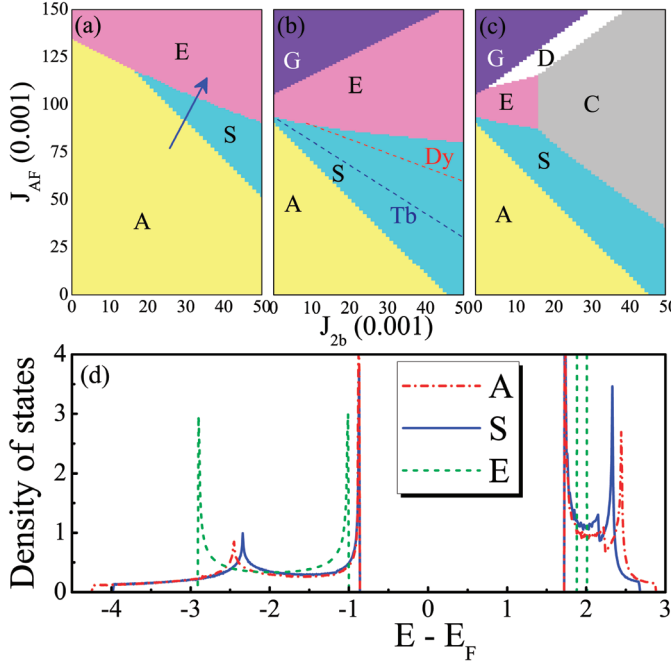 (a) (b) (c)
150
125
100
75
50
25
0
J_AF (0.001)
E
S
A
G
E
Dy
S
Tb
A
G
D
E
C
S
A
0 10 20 30 40 50
0 10 20 30 40 50
0 10 20 30 40 50
J_2b (0.001)
(d)
4
3
2
1
0
Density of states
A
S
E
-4 -3 -2 -1 0 1 2 3
E - E_F